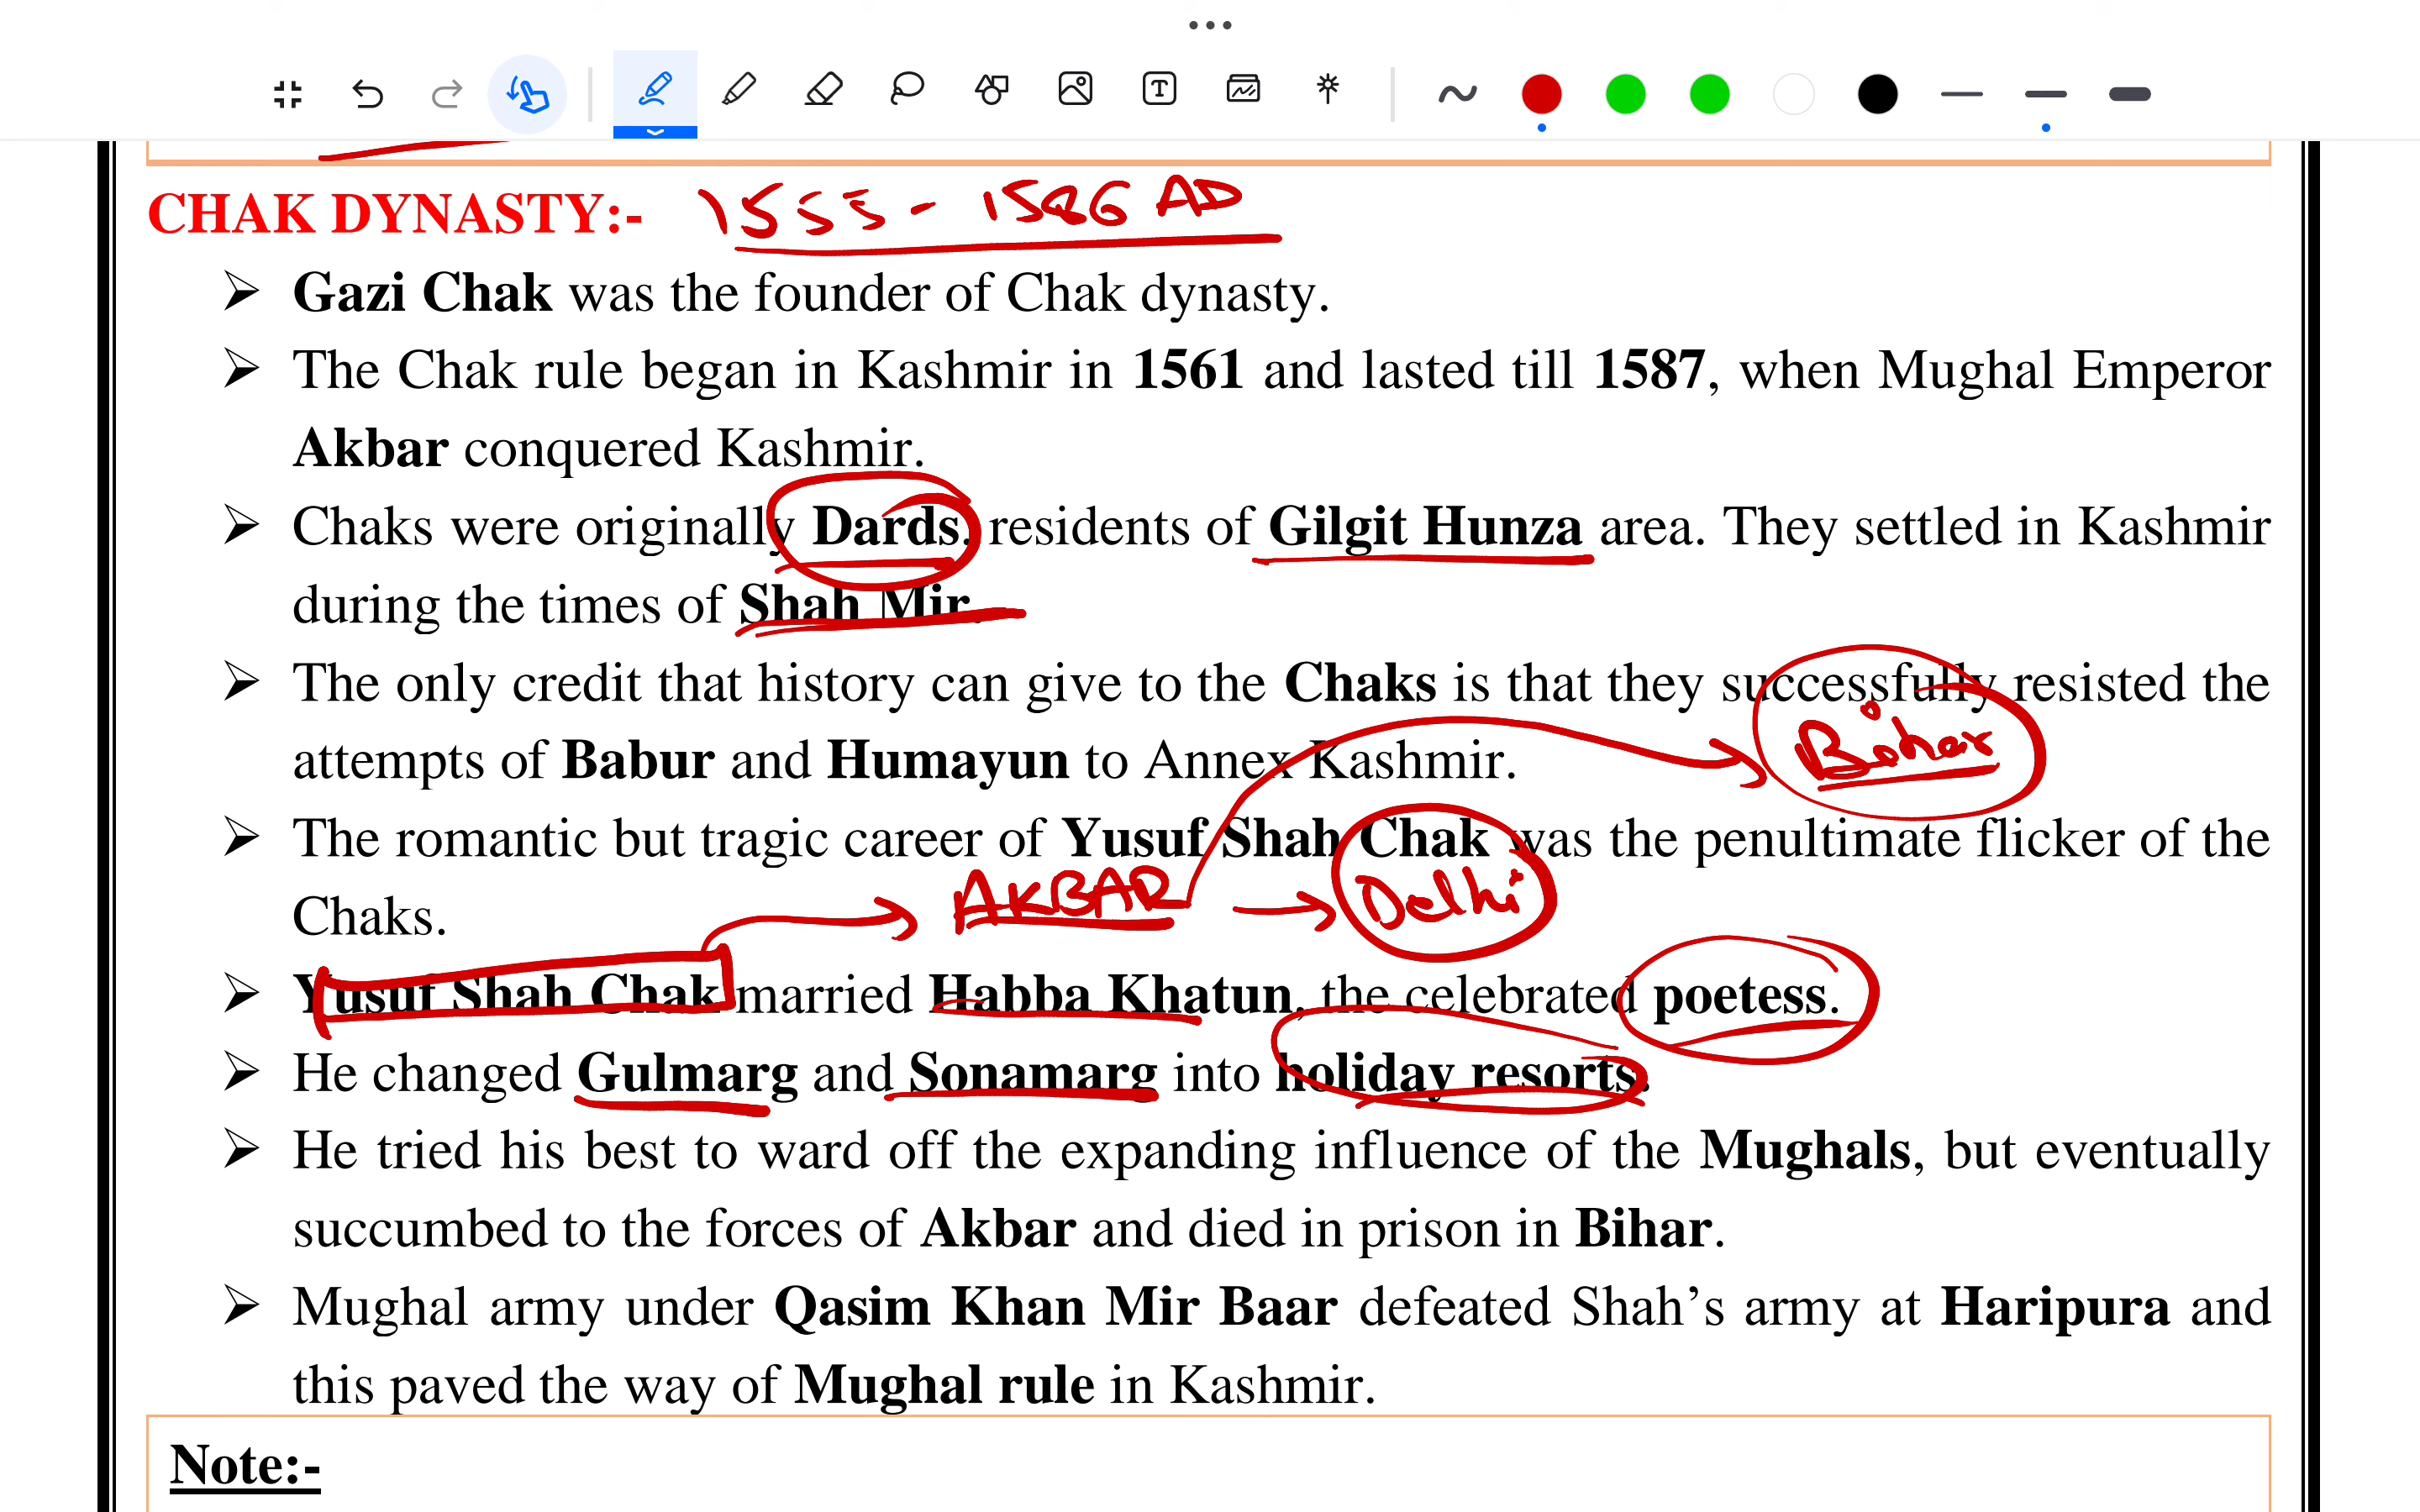 CHAK DYNASTY:- 1555 - 1586 AD
➢ Gazi Chak was the founder of Chak dynasty.
➢ The Chak rule began in Kashmir in 1561 and lasted till 1587, when Mughal Emperor
Akbar conquered Kashmir.
➢ Chaks were originally Dards, residents of Gilgit Hunza area. They settled in Kashmir
during the times of Shah Mir.
➢ The only credit that history can give to the Chaks is that they successfully resisted the
Bihar
attempts of Babur and Humayun to Annex Kashmir.
➢ The romantic but tragic career of Yusuf Shah Chak was the penultimate flicker of the
Chaks.
AKBAR → Delhi
➢ Yusuf Shah Chak married Habba Khatun, the celebrated poetess.
➢ He changed Gulmarg and Sonamarg into holiday resorts.
➢ He tried his best to ward off the expanding influence of the Mughals, but eventually
succumbed to the forces of Akbar and died in prison in Bihar.
➢ Mughal army under Qasim Khan Mir Baar defeated Shah’s army at Haripura and
this paved the way of Mughal rule in Kashmir.
Note:-